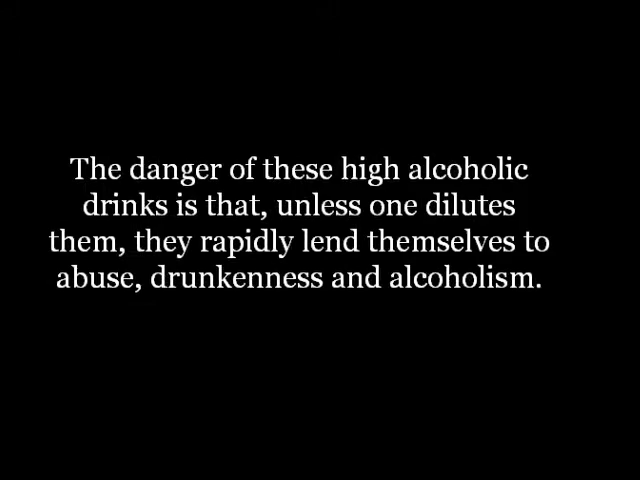 The danger of these high alcoholic
drinks is that, unless one dilutes
them, they rapidly lend themselves to
abuse, drunkenness and alcoholism.